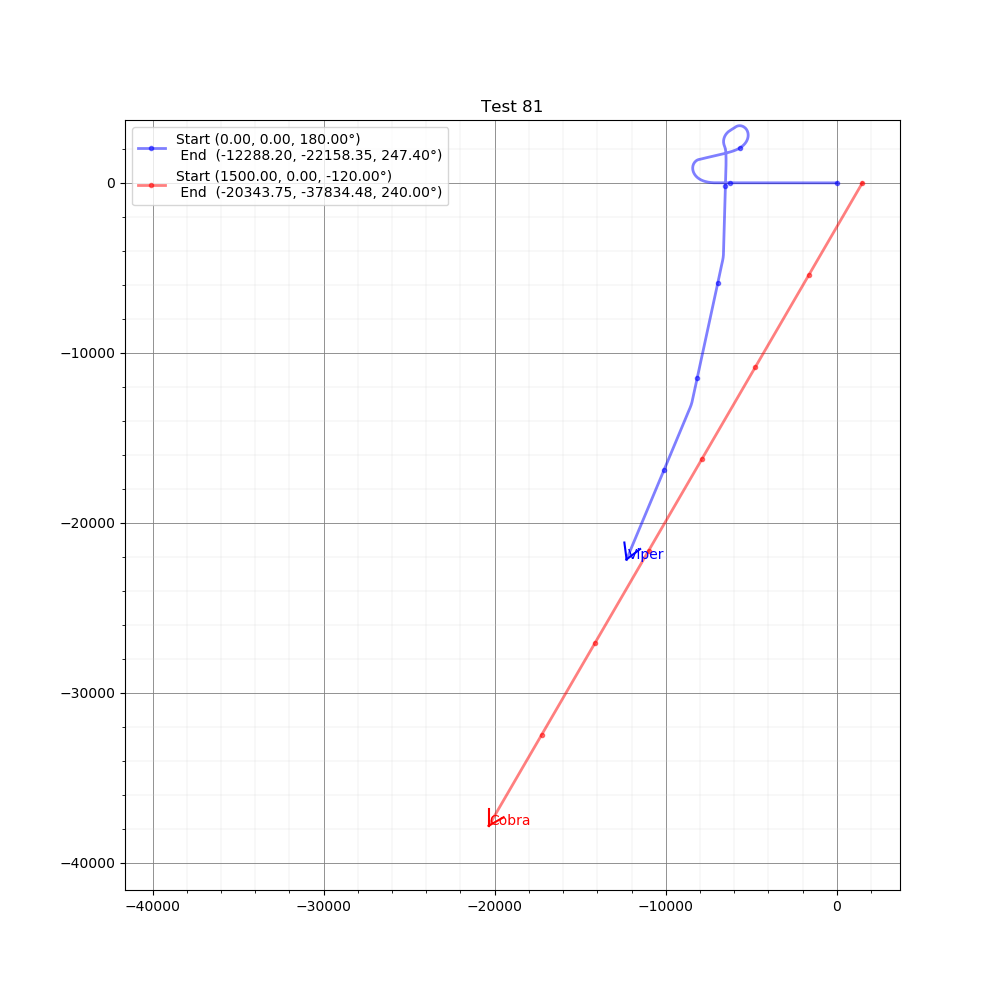 Test 81
Start (0.00, 0.00, 180.00°)
End  (-12288.20, -22158.35, 247.40°)
Start (1500.00, 0.00, -120.00°)
End  (-20343.75, -37834.48, 240.00°)
0
−10000
−20000
−30000
−40000
Viper
Cobra
−40000
−30000
−20000
−10000
0